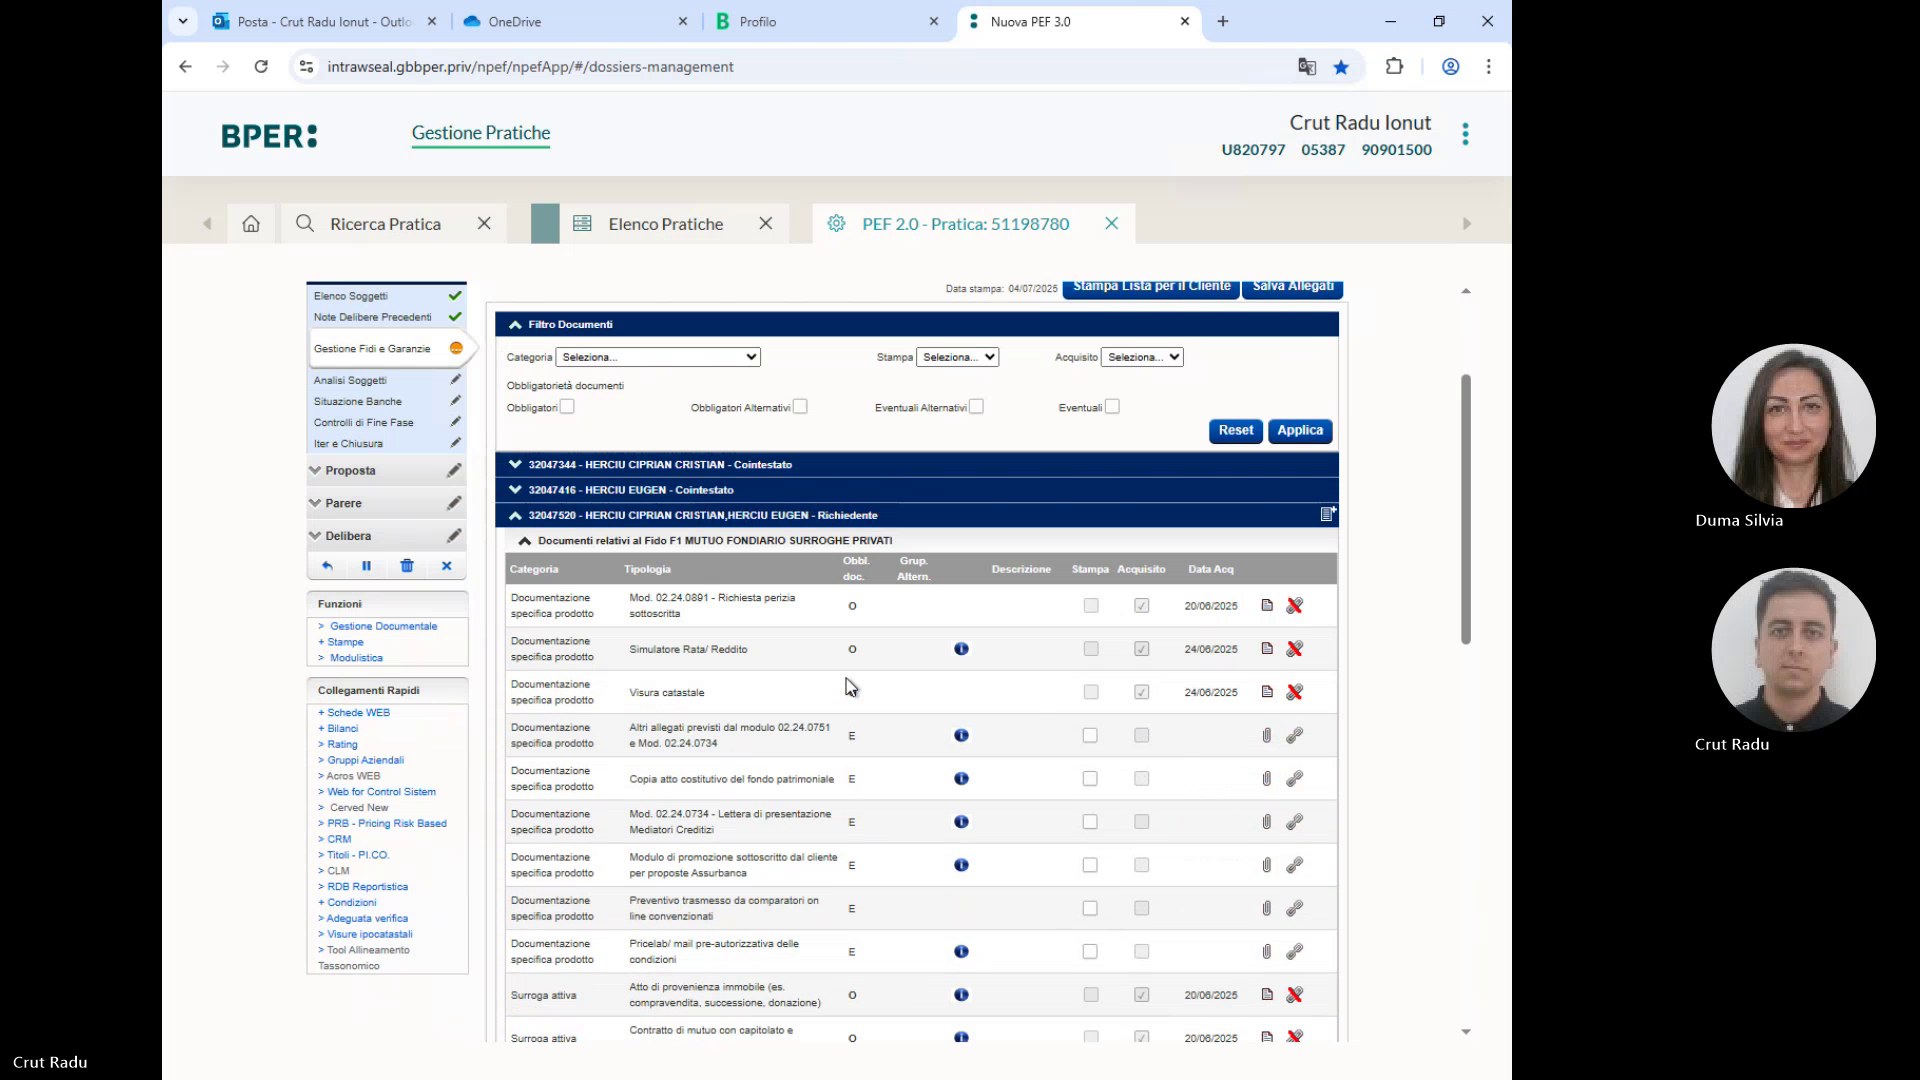 Posta - Crut Radu Ionut - Outlo
OneDrive
Profilo
Nuova PEF 3.0
intrawseal.gbbper.priv/npef/npefApp/#/dossiers-management
BPER:
Gestione Pratiche
Crut Radu Ionut
U820797 05387 90901500
Ricerca Pratica
Elenco Pratiche
PEF 2.0 - Pratica: 51198780
Elenco Soggetti
Note Delibere Precedenti
Gestione Fidi e Garanzie
Analisi Soggetti
Situazione Banche
Controlli di Fine Fase
Iter e Chiusura
Proposta
Parere
Delibera
Funzioni
> Gestione Documentale
+ Stampe
> Modulistica
Collegamenti Rapidi
+ Schede WEB
+ Bilanci
> Rating
> Gruppi Aziendali
> Acros WEB
> Web for Control Sistem
> Cerved New
> PRB - Pricing Risk Based
> CRM
> Titoli - PI.CO.
> CLM
> RDB Reportistica
+ Condizioni
> Adeguata verifica
> Visure ipocatastali
> Tool Allineamento
Tassonomico
Data stampa: 04/07/2025
Stampa Lista per il Cliente
Salva Allegati
Filtro Documenti
Categoria Seleziona...
Stampa Seleziona...
Acquisito Seleziona...
Obbligatorietà documenti
Obbligatori
Obbligatori Alternativi
Eventuali Alternativi
Eventuali
Reset
Applica
32047344 - HERCIU CIPRIAN CRISTIAN - Cointestato
32047416 - HERCIU EUGEN - Cointestato
32047520 - HERCIU CIPRIAN CRISTIAN,HERCIU EUGEN - Richiedente
Documenti relativi al Fido F1 MUTUO FONDIARIO SURROGHE PRIVATI
Categoria
Tipologia
Obbl.
doc.
Grup.
Altern.
Descrizione
Stampa
Acquisito
Data Acq
Documentazione
specifica prodotto
Mod. 02.24.0891 - Richiesta perizia
sottoscritta
O
20/06/2025
Documentazione
specifica prodotto
Simulatore Rata/ Reddito
O
24/06/2025
Documentazione
specifica prodotto
Visura catastale
24/06/2025
Documentazione
specifica prodotto
Altri allegati previsti dal modulo 02.24.0751
e Mod. 02.24.0734
E
Documentazione
specifica prodotto
Copia atto costitutivo del fondo patrimoniale
E
Documentazione
specifica prodotto
Mod. 02.24.0734 - Lettera di presentazione
Mediatori Creditizi
E
Documentazione
specifica prodotto
Modulo di promozione sottoscritto dal cliente
per proposte Assurbanca
E
Documentazione
specifica prodotto
Preventivo trasmesso da comparatori on
line convenzionati
E
Documentazione
specifica prodotto
Pricelab/ mail pre-autorizzativa delle
condizioni
E
Surroga attiva
Atto di provenienza immobile (es.
compravendita, successione, donazione)
O
20/06/2025
Surroga attiva
Contratto di mutuo con capitolato e
O
20/06/2025
Duma Silvia
Crut Radu
Crut Radu